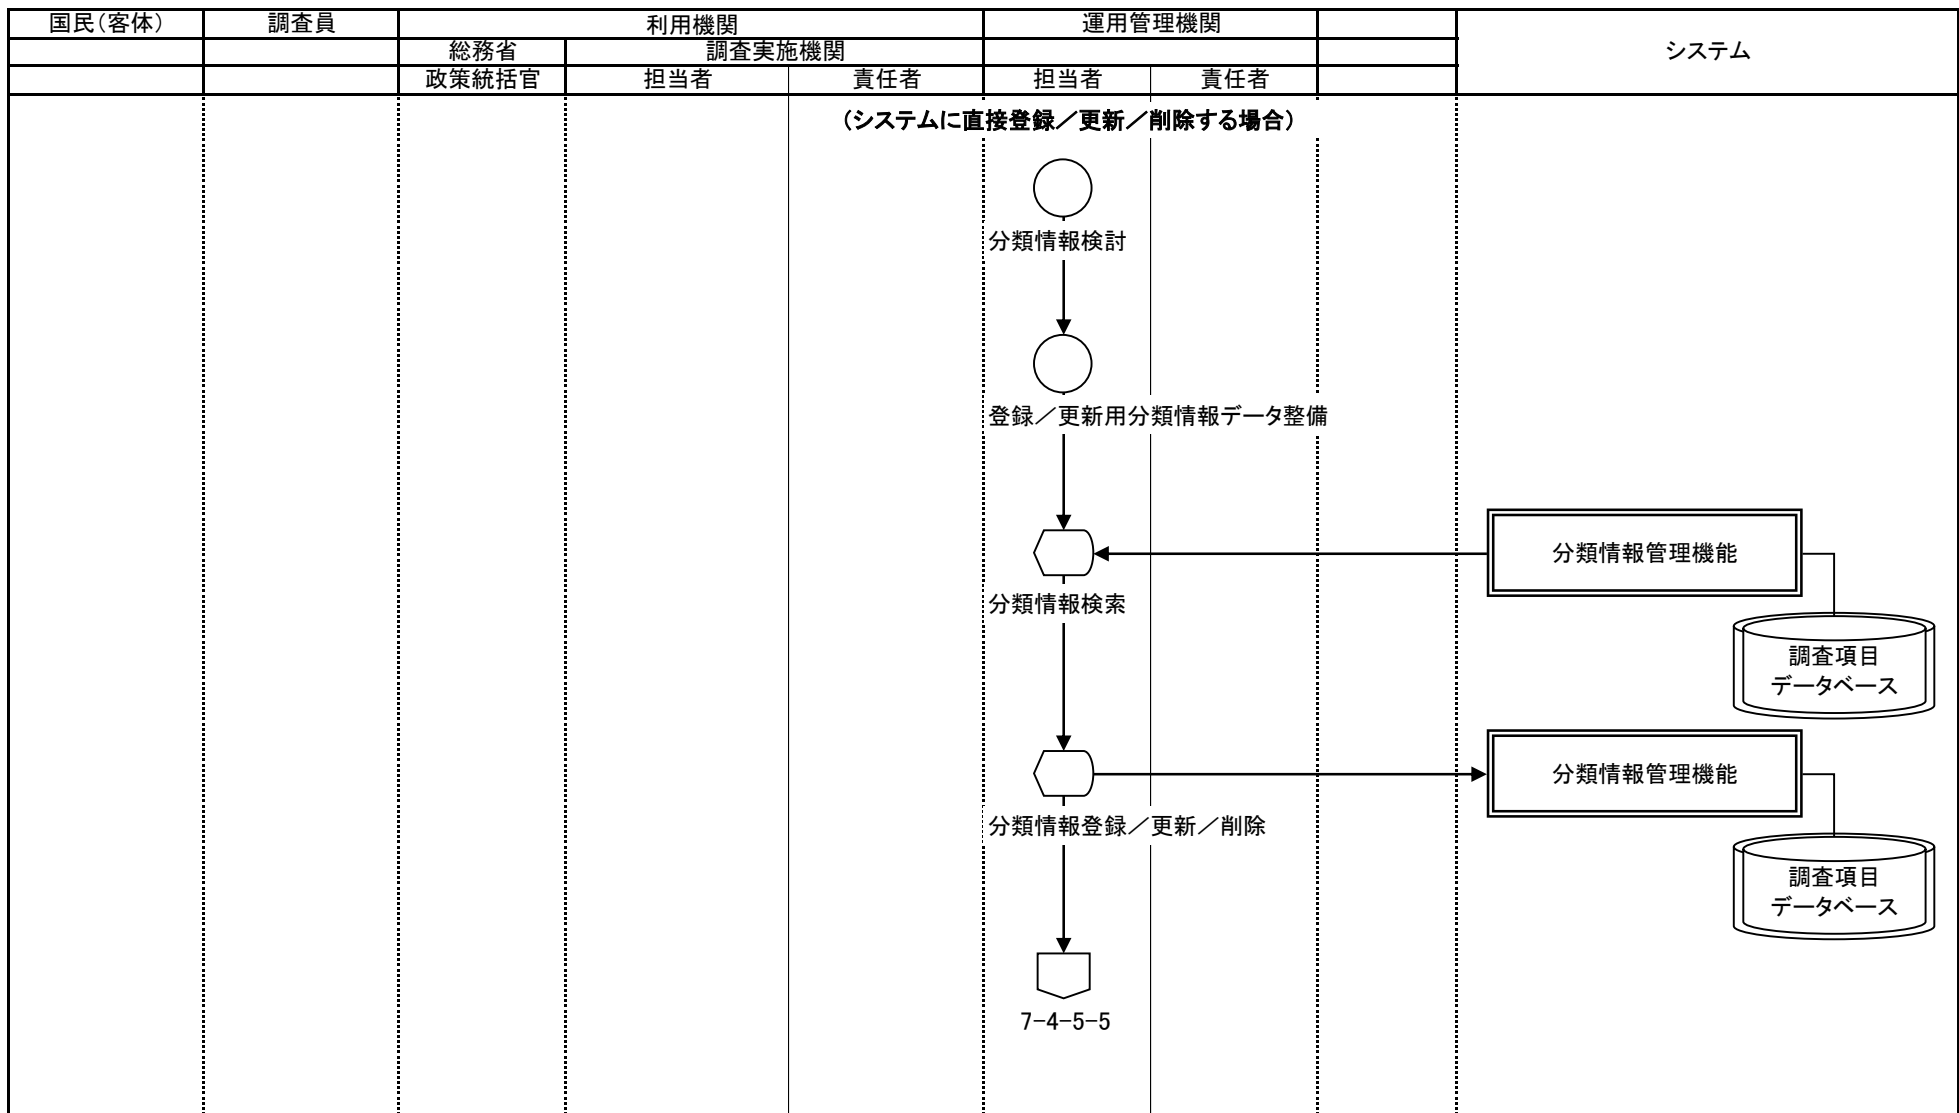 国民(客体)
調査員
利用機関
運用管理機関
システム
総務省
調査実施機関
政策統括官
担当者
責任者
担当者
責任者
(システムに直接登録／更新／削除する場合)
分類情報検討
登録／更新用分類情報データ整備
分類情報管理機能
分類情報検索
調査項目
データベース
分類情報管理機能
分類情報登録／更新／削除
調査項目
データベース
7-4-5-5